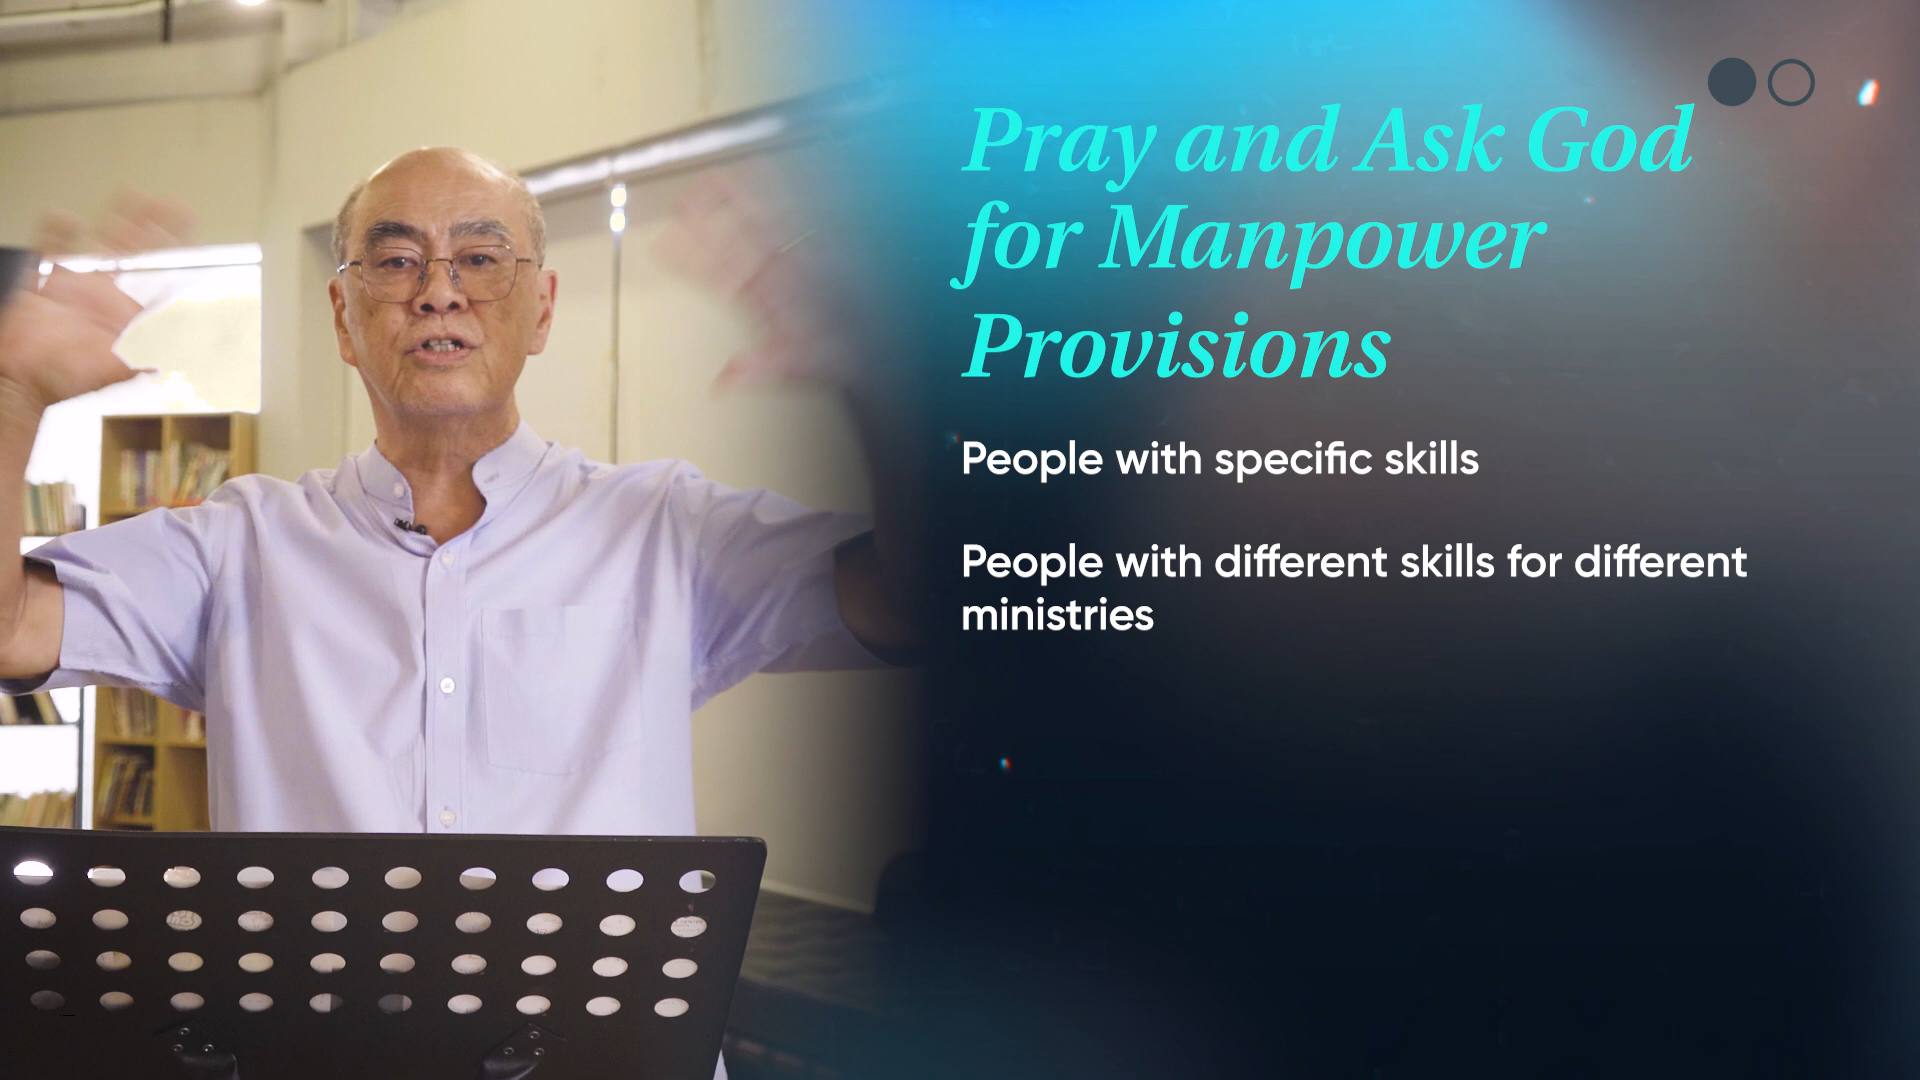 Pray and Ask God
for Manpower
Provisions
People with specific skills
People with different skills for different
ministries